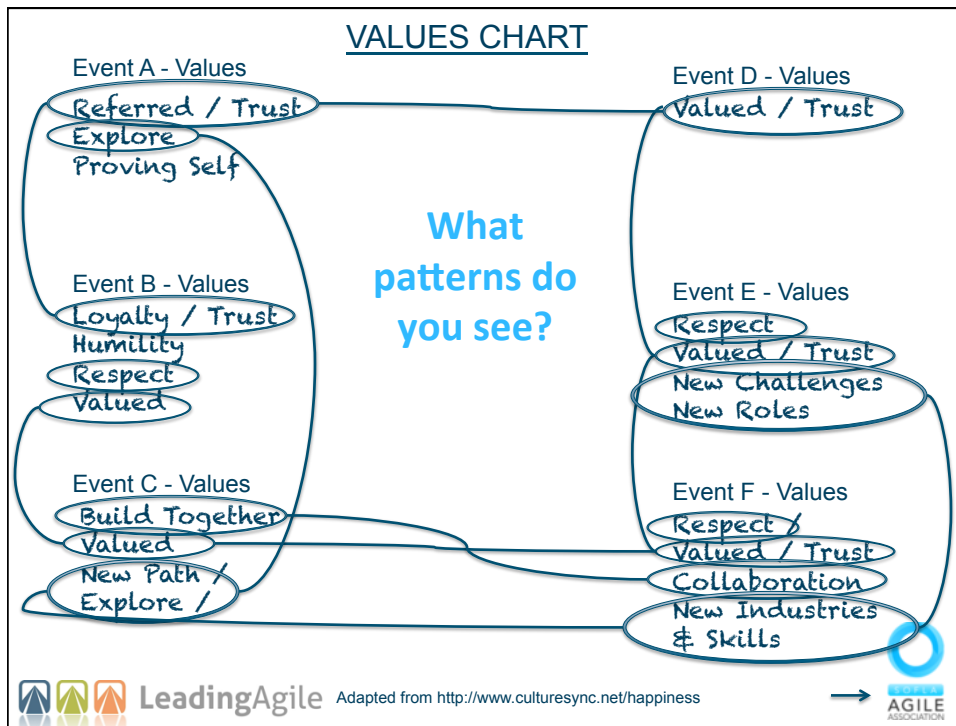 VALUES CHART
Event A - Values
Referred / Trust
Explore
Proving Self
Event B - Values
Loyalty / Trust
Humility
Respect
Valued
Event C - Values
Build Together
Valued
New Path /
Explore /
What
patterns do
you see?
Event D - Values
Valued / Trust
Event E - Values
Respect
Valued / Trust
New Challenges
New Roles
Event F - Values
Respect /
Valued / Trust
Collaboration
New Industries
& Skills
LeadingAgile
Adapted from http://www.culturesync.net/happiness
SOFLA
AGILE
ASSOCIATION